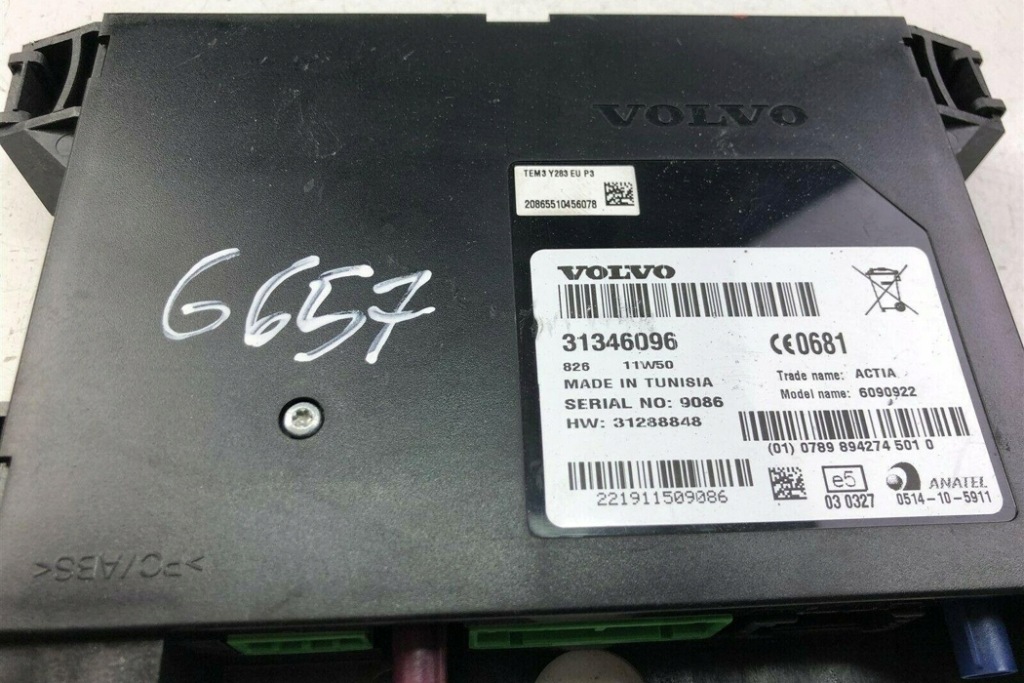 VOLVO
TEM3 Y283 EU P3
20865510456078
G657
VOLVO
31346096
CE0681
826 11W50
MADE IN TUNISIA
SERIAL NO: 9086
HW: 31288848
Trade name: ACTIA
Model name: 6090922
(01) 0789 894274 501 0
221911509086
e5
03 0327
ANATEL
0514-10-5911
>PC/ABS<